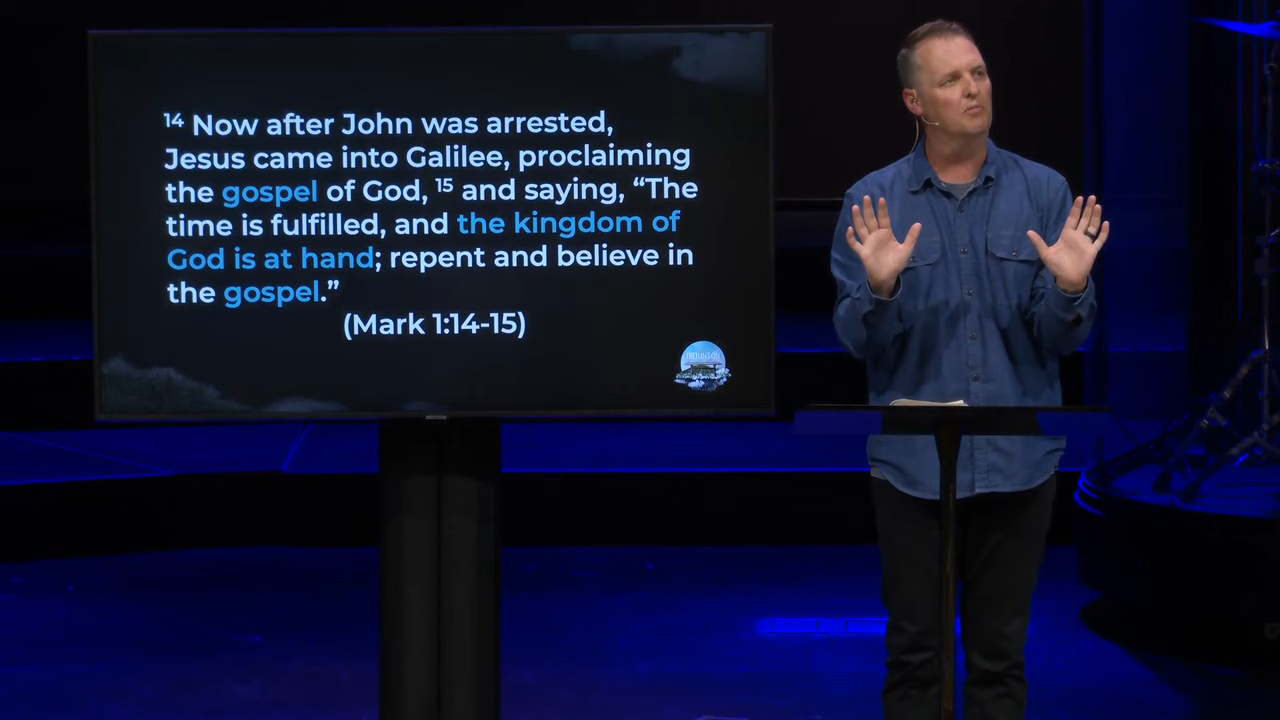 14 Now after John was arrested,
Jesus came into Galilee, proclaiming
the gospel of God, 15 and saying, “The
time is fulfilled, and the kingdom of
God is at hand; repent and believe in
the gospel.”
(Mark 1:14-15)